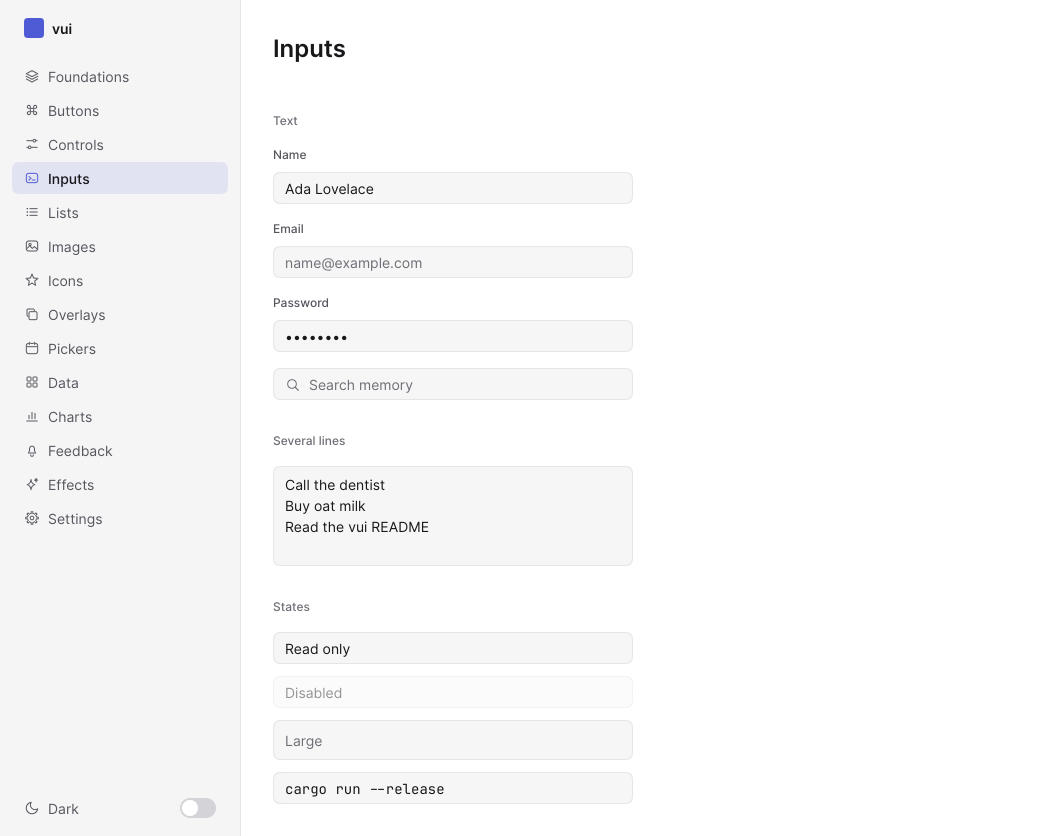 vui
Foundations
Buttons
Controls
Inputs
Lists
Images
Icons
Overlays
Pickers
Data
Charts
Feedback
Effects
Settings
Dark
Inputs
Text
Name
Ada Lovelace
Email
name@example.com
Password
••••••••
Search memory
Several lines
Call the dentist
Buy oat milk
Read the vui README
States
Read only
Disabled
Large
cargo run --release